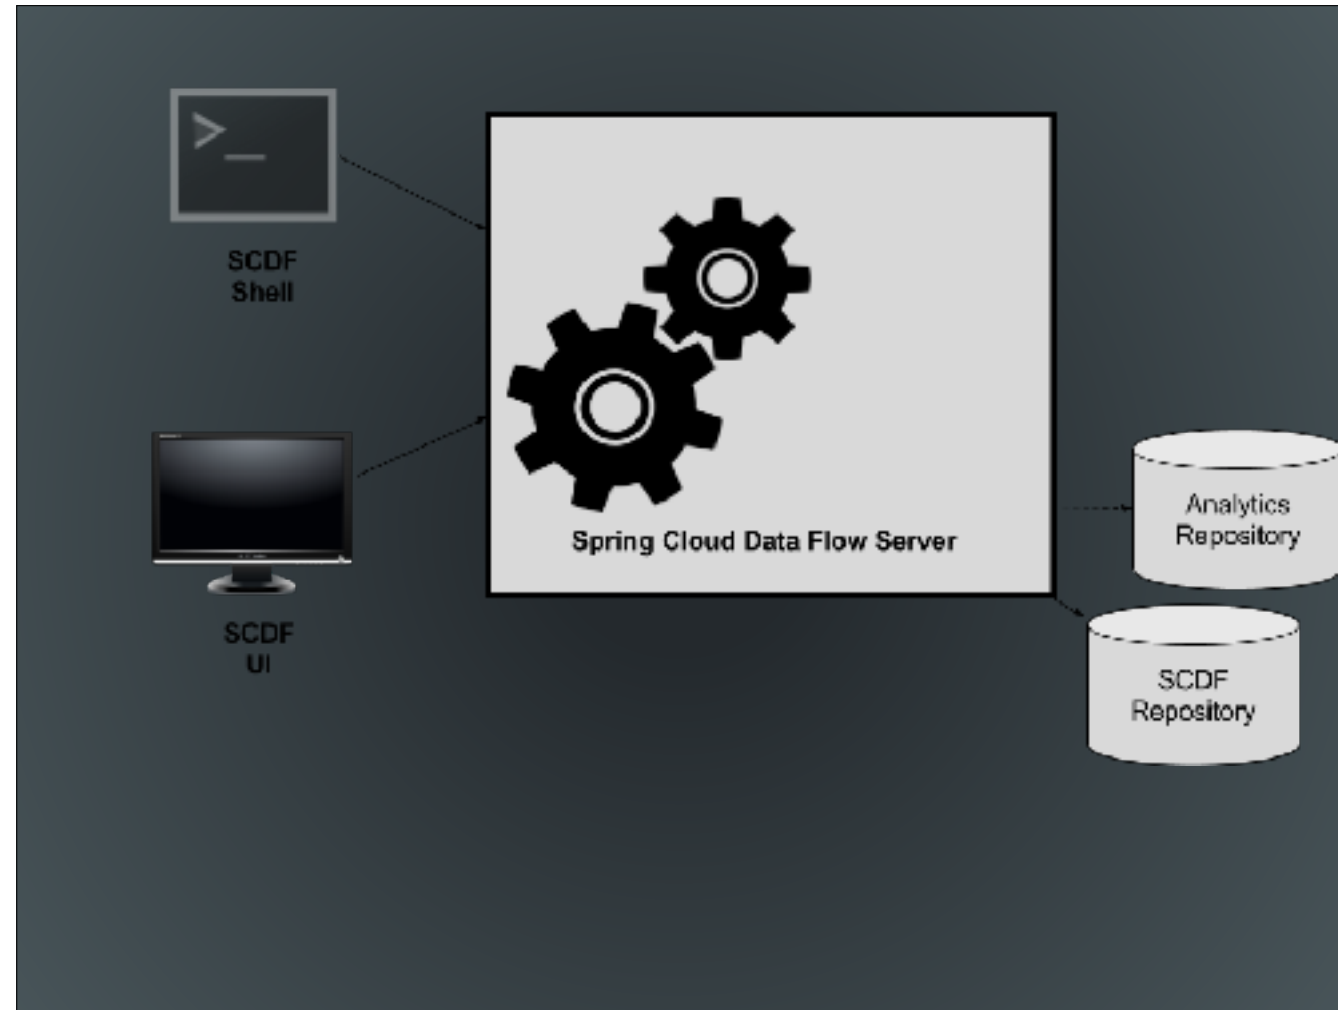 >_
SCDF
Shell
Spring Cloud Data Flow Server
SCDF
UI
Analytics
Repository
SCDF
Repository